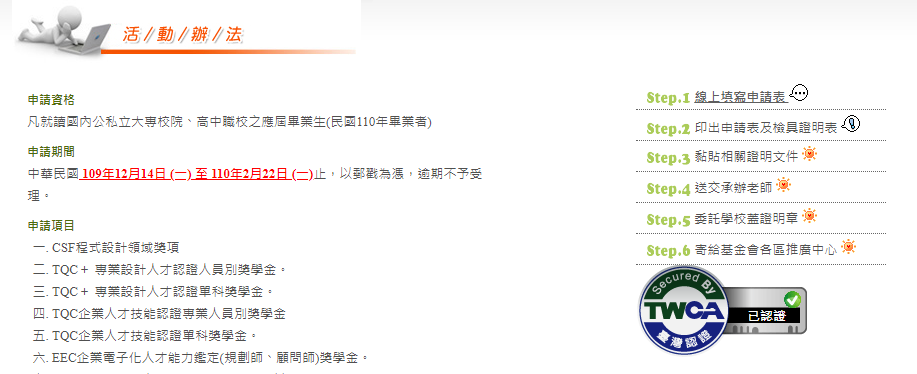 活/動/辦/法
申請資格
凡就讀國內公私立大專校院、高中職校之應屆畢業生(民國110年畢業者)
申請期間
中華民國 109年12月14日 (一) 至 110年2月22日 (一)止，以郵戳為憑，逾期不予受
理。
申請項目
一. CSF程式設計領域獎項
二. TQC＋ 專業設計人才認證人員別獎學金。
三. TQC＋ 專業設計人才認證單科獎學金。
四. TQC企業人才技能認證專業人員別獎學金
五. TQC企業人才技能認證單科獎學金。
六. EEC企業電子化人才能力鑑定(規劃師、顧問師)獎學金。
Step.1 線上填寫申請表
Step.2 印出申請表及檢具證明表
Step.3 黏貼相關證明文件
Step.4 送交承辦老師
Step.5 委託學校蓋證明章
Step.6 寄給基金會各區推廣中心
Secured By
TWCA
臺灣認證
已認證